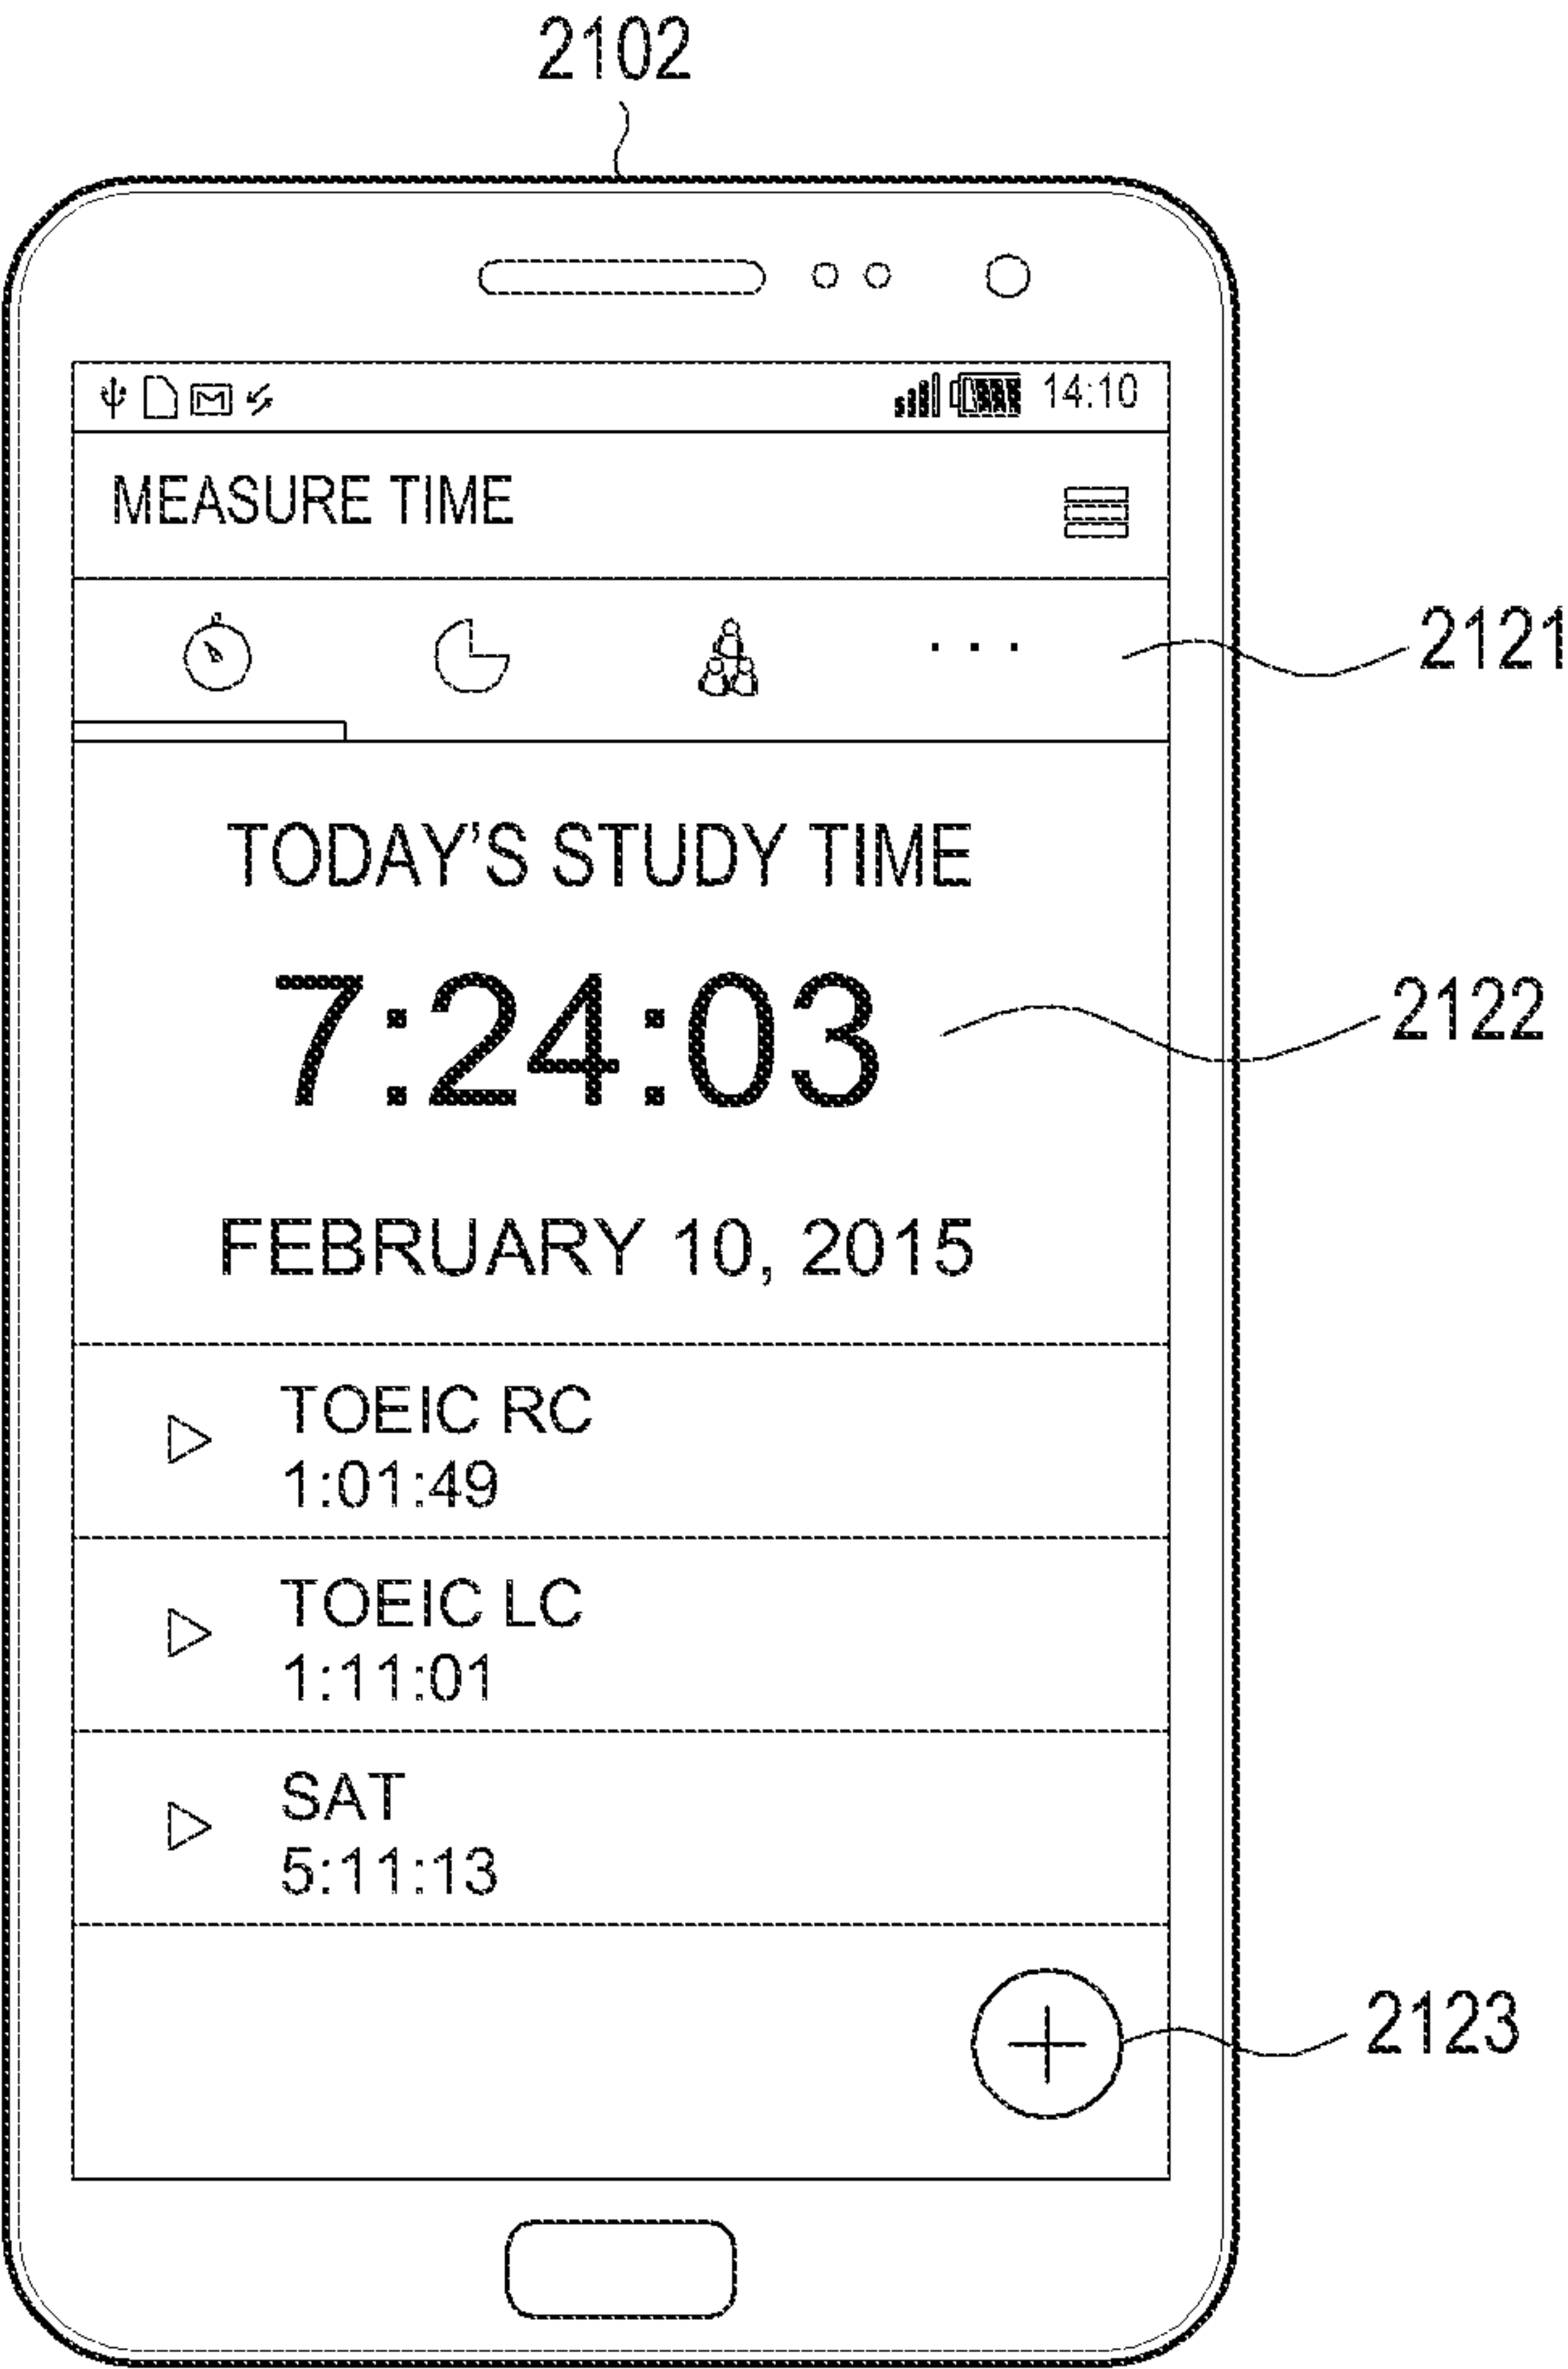 2102
14:10
MEASURE TIME
2121
TODAY'S STUDY TIME
7:24:03
2122
FEBRUARY 10, 2015
TOEIC RC
1:01:49
TOEIC LC
1:11:01
SAT
5:11:13
2123